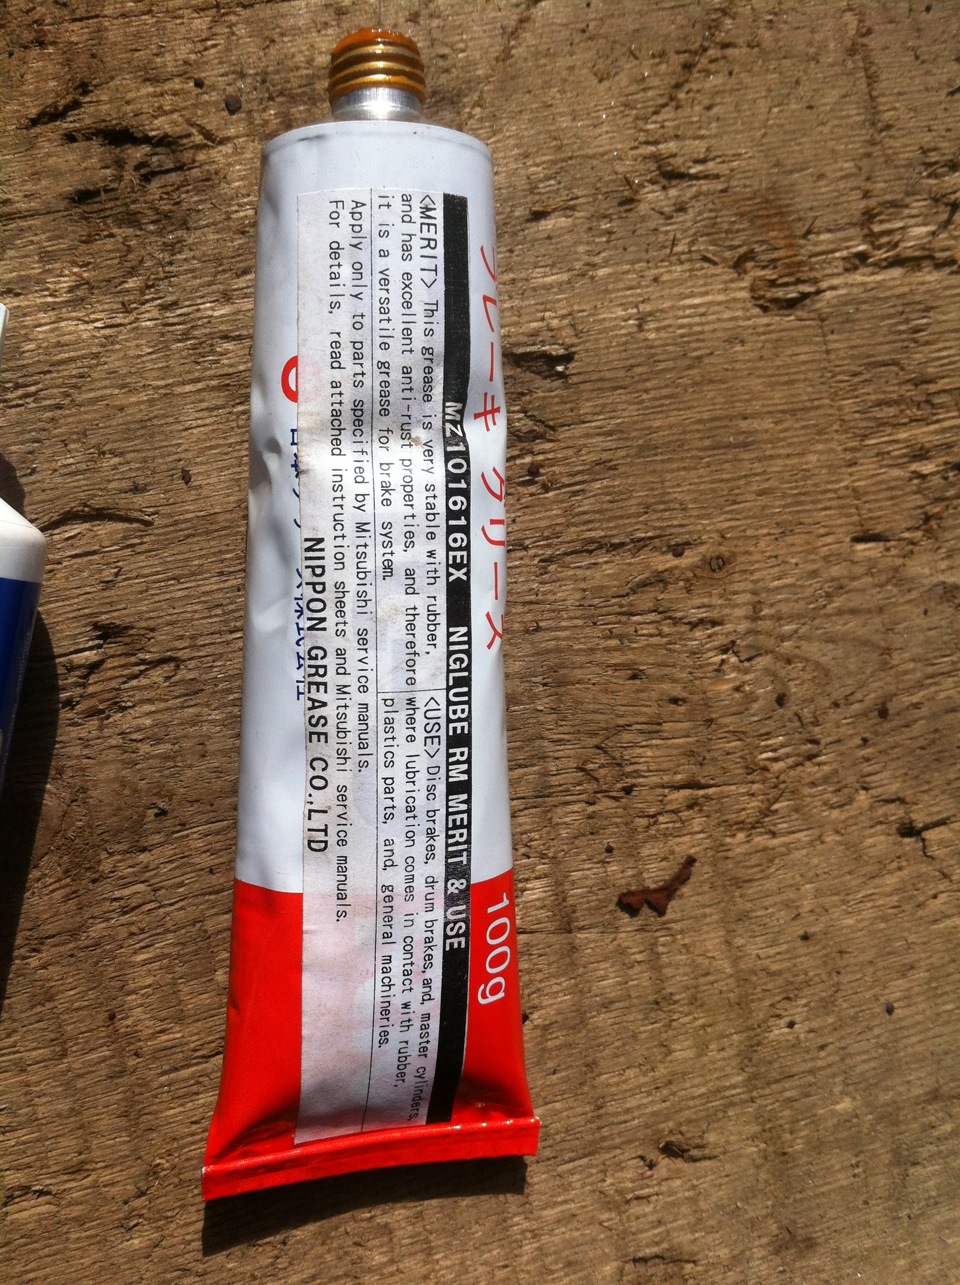 ブレーキ グリース
100g
MZ101616EX NIGLUBE RM MERIT & USE
<MERIT> This grease is very stable with rubber,
and has excellent anti-rust properties, and therefore
it is a versatile grease for brake system.
<USE> Disc brakes, drum brakes, and, master cylinders,
where lubrication comes in contact with rubber,
plastics parts, and, general machineries.
Apply only to parts specified by Mitsubishi service manuals.
For details, read attached instruction sheets and Mitsubishi service manuals.
NIPPON GREASE CO.,LTD